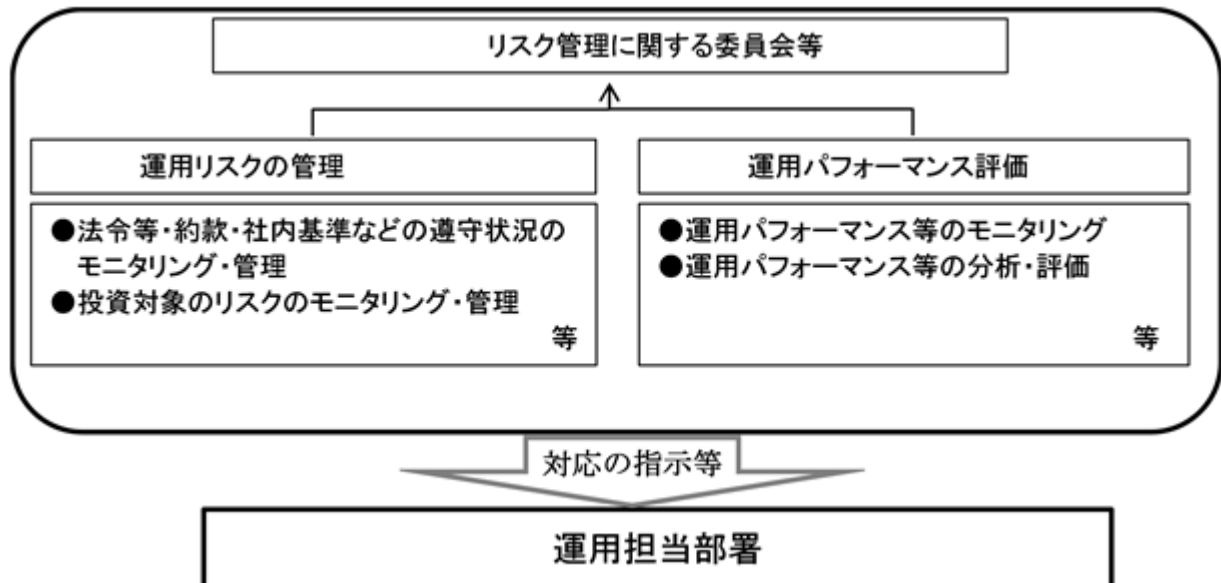 リスク管理に関する委員会等
運用リスクの管理
●法令等・約款・社内基準などの遵守状況の
モニタリング・管理
●投資対象のリスクのモニタリング・管理
等
運用パフォーマンス評価
●運用パフォーマンス等のモニタリング
●運用パフォーマンス等の分析・評価
等
対応の指示等
運用担当部署